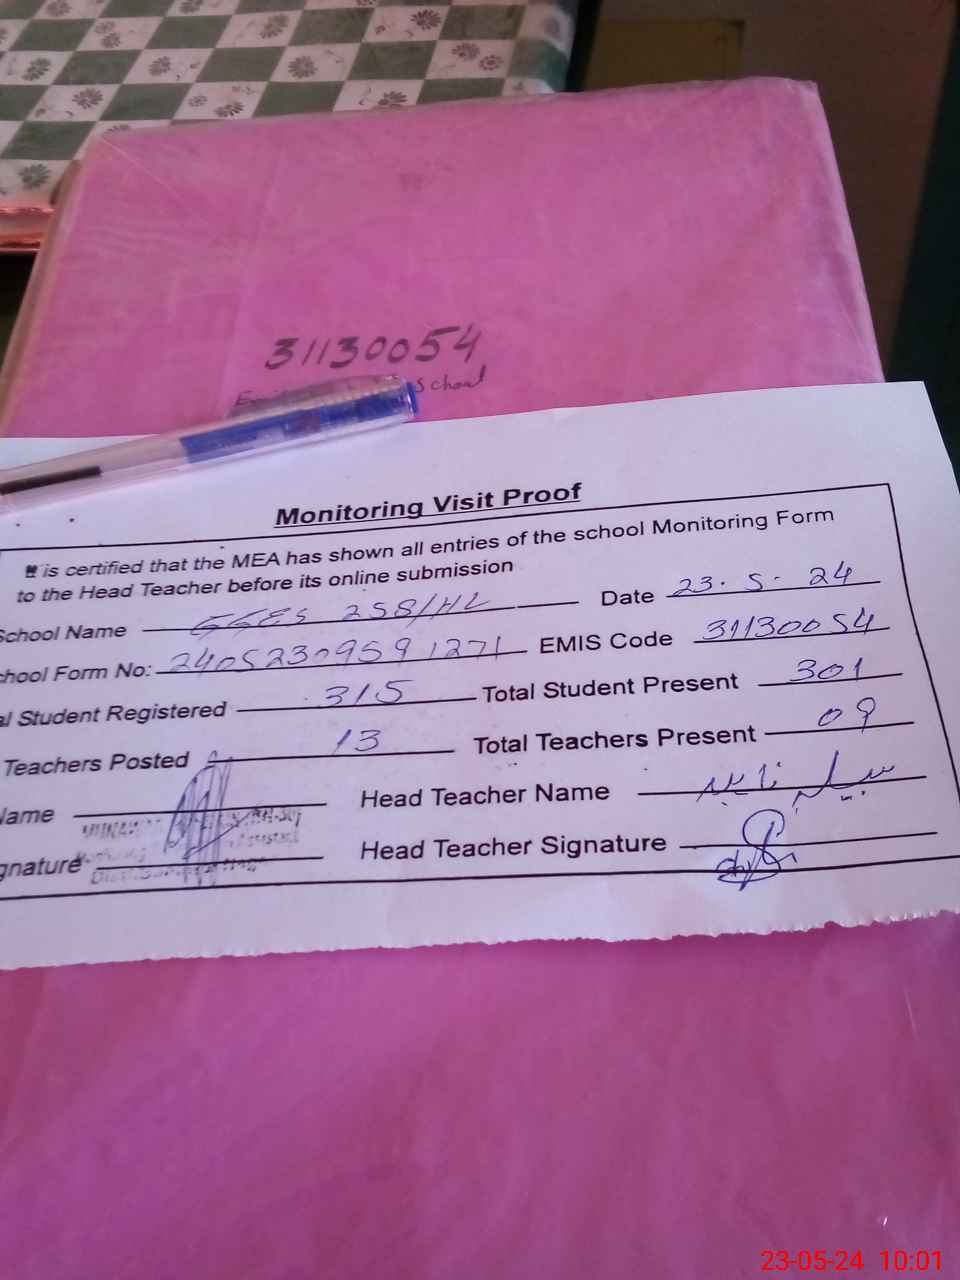 31130054
School
Monitoring Visit Proof
It is certified that the MEA has shown all entries of the school Monitoring Form
to the Head Teacher before its online submission
School Name GGES 258/HL Date 23. 5. 24
hool Form No: 24052309591271 EMIS Code 31130054
al Student Registered 315 Total Student Present 301
Teachers Posted 13 Total Teachers Present 09
Name Head Teacher Name
gnature Head Teacher Signature
23-05-24 10:01